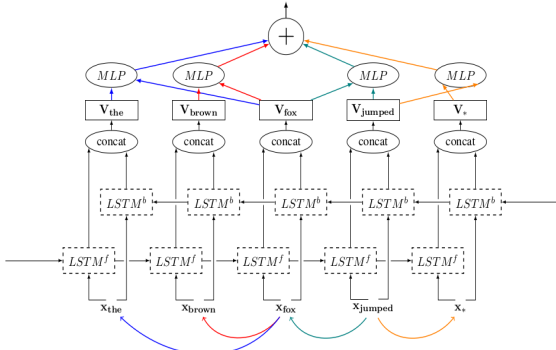 +
MLP MLP MLP MLP
V_the V_brown V_fox V_jumped V_*
concat concat concat concat concat
LSTM^b LSTM^b LSTM^b LSTM^b LSTM^b
LSTM^f LSTM^f LSTM^f LSTM^f LSTM^f
x_the x_brown x_fox x_jumped x_*